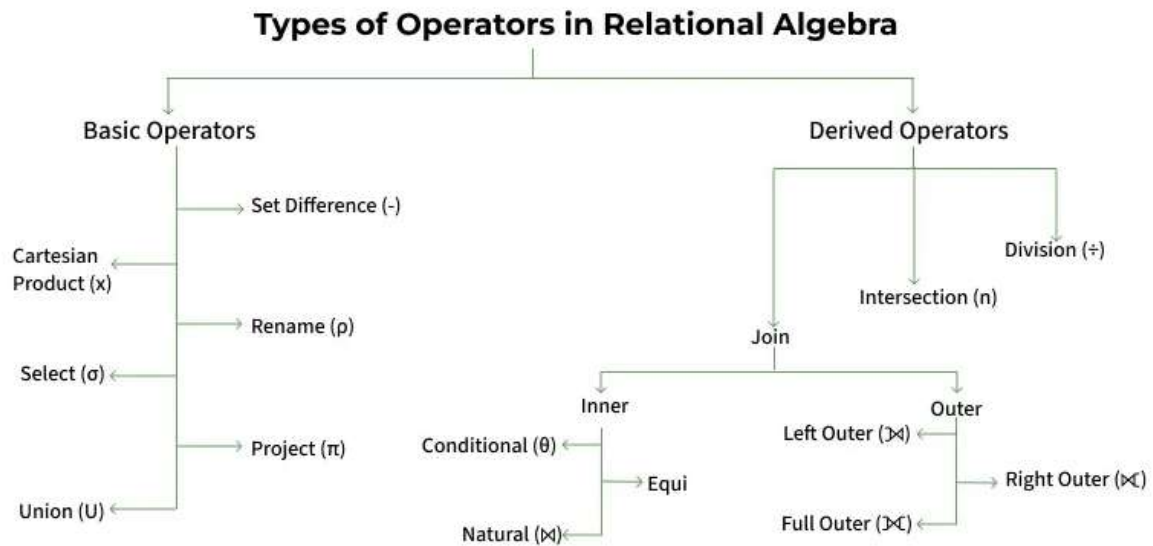 Types of Operators in Relational Algebra
Basic Operators
Derived Operators
Set Difference (-)
Cartesian
Product (x)
Rename (ρ)
Select (σ)
Project (π)
Union (U)
Division (÷)
Intersection (n)
Join
Inner
Outer
Conditional (θ)
Equi
Natural (⋈)
Left Outer (⟕)
Right Outer (⟖)
Full Outer (⟗)